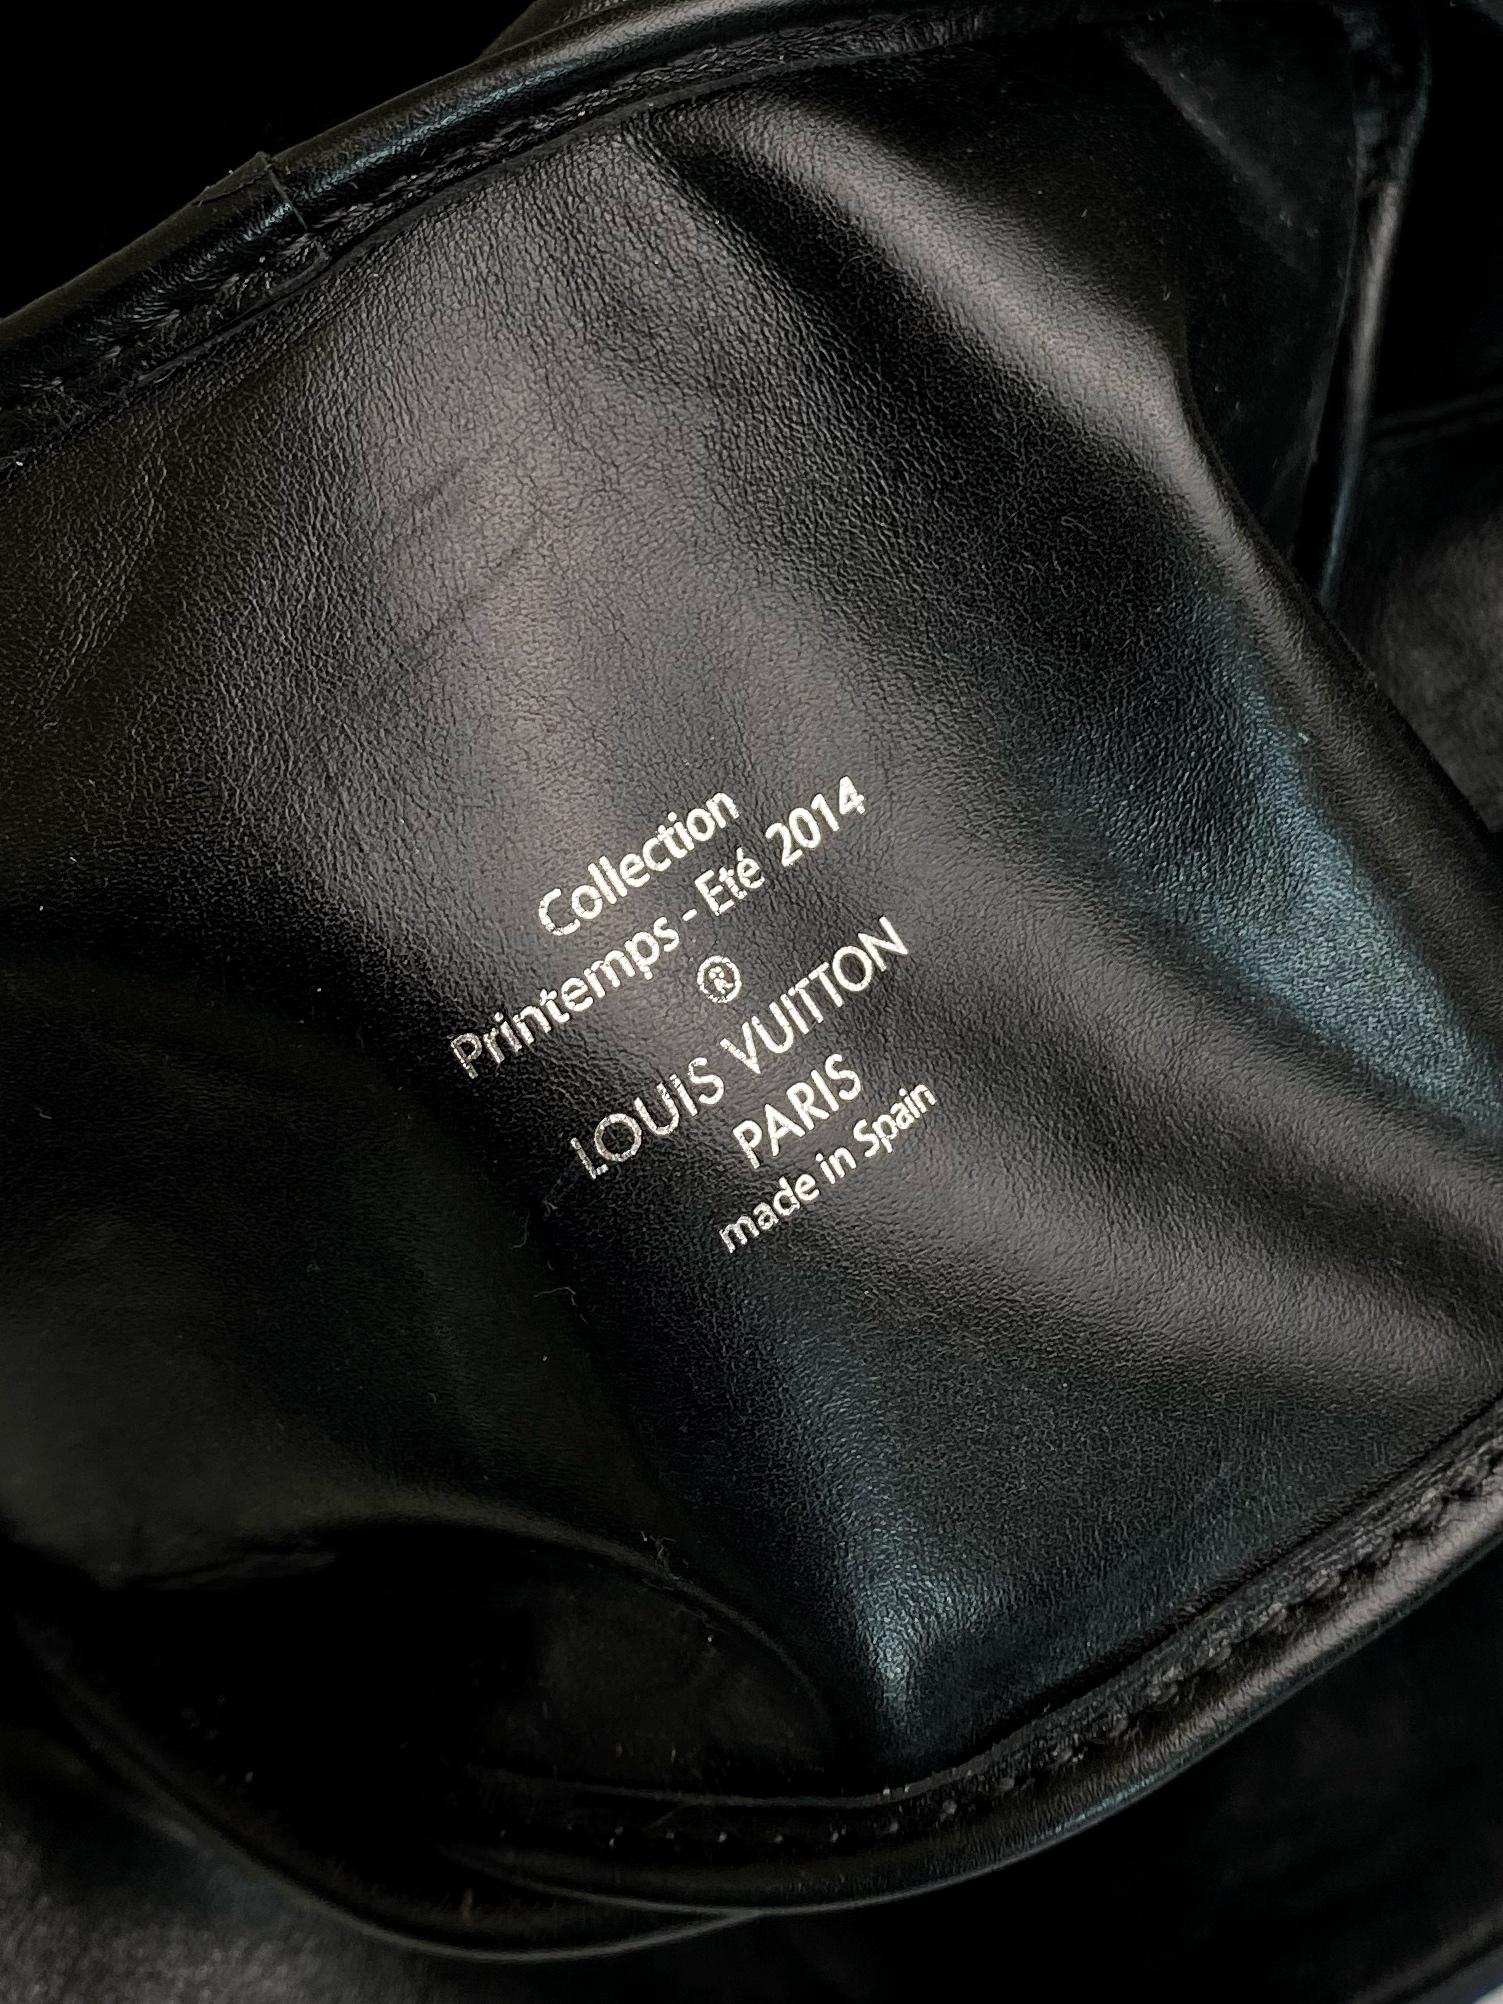 Collection
Printemps - Eté 2014
®
LOUIS VUITTON
PARIS
made in Spain